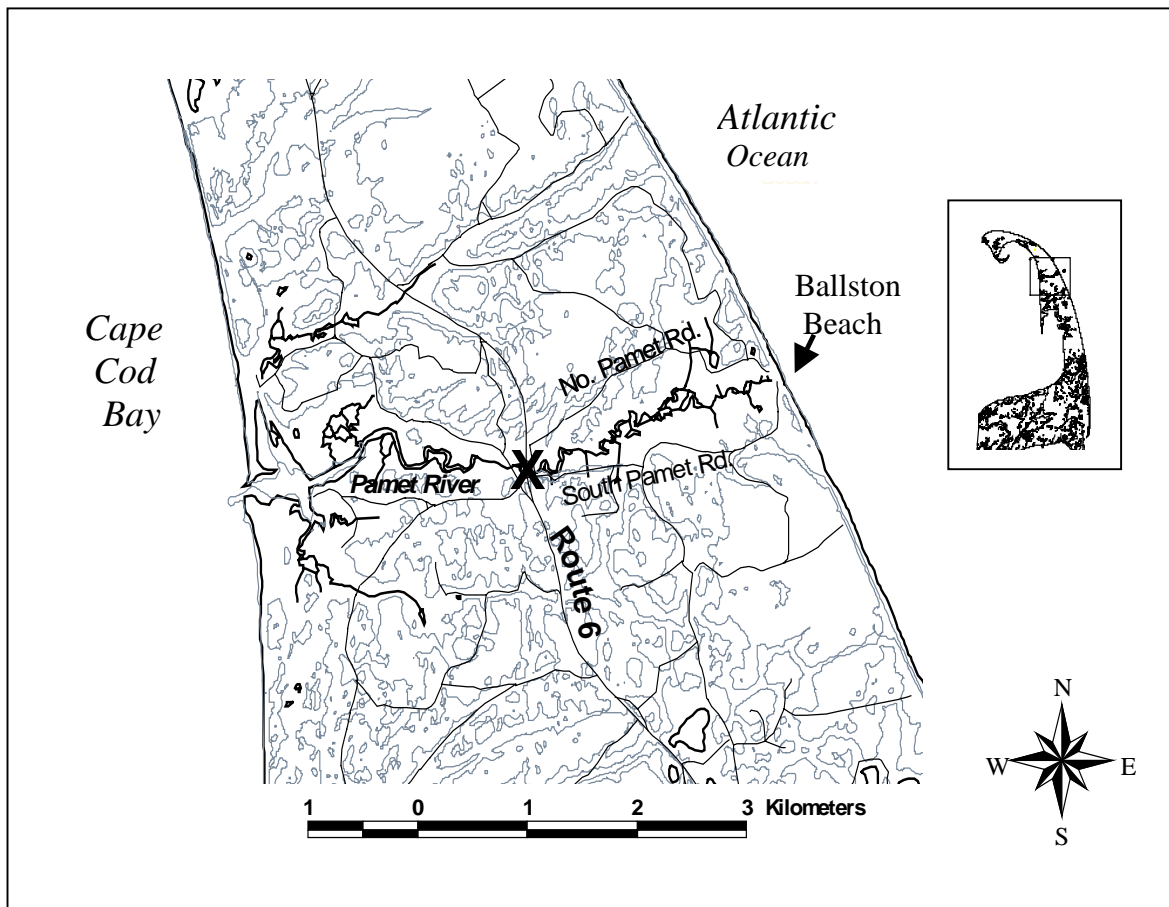 Atlantic
Ocean
Ballston
Beach
Cape
Cod
Bay
No. Pamet Rd.
Pamet River
X
South Pamet Rd.
Route 6
N
W
E
S
1 0 1 2 3 Kilometers